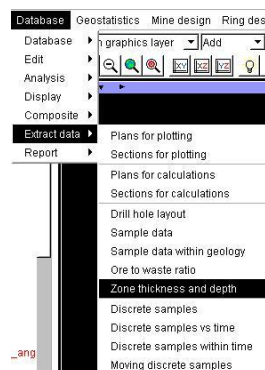 Database Geostatistics Mine design Ring des
Database n graphics layer Add
Edit
Analysis XY XZ YZ
Display
Composite
Extract data Plans for plotting
Report Sections for plotting
Plans for calculations
Sections for calculations
Drill hole layout
Sample data
Sample data within geology
Ore to waste ratio
Zone thickness and depth
Discrete samples
Discrete samples vs time
_ang Discrete samples within time
Moving discrete samples